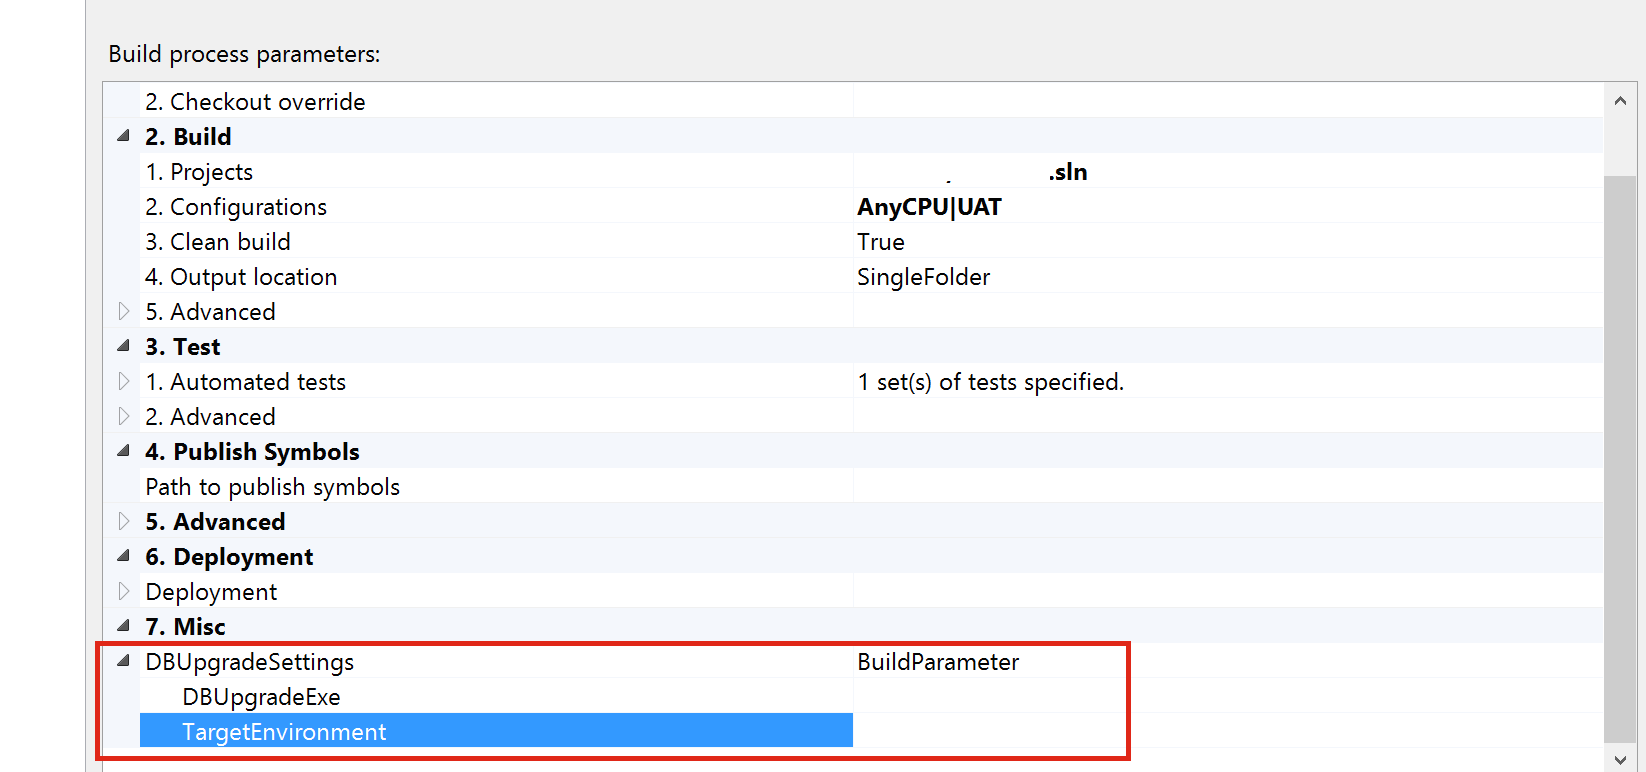 Build process parameters:
2. Checkout override
2. Build
1. Projects .sln
2. Configurations AnyCPU|UAT
3. Clean build True
4. Output location SingleFolder
5. Advanced
3. Test
1. Automated tests 1 set(s) of tests specified.
2. Advanced
4. Publish Symbols
Path to publish symbols
5. Advanced
6. Deployment
Deployment
7. Misc
DBUpgradeSettings BuildParameter
DBUpgradeExe
TargetEnvironment